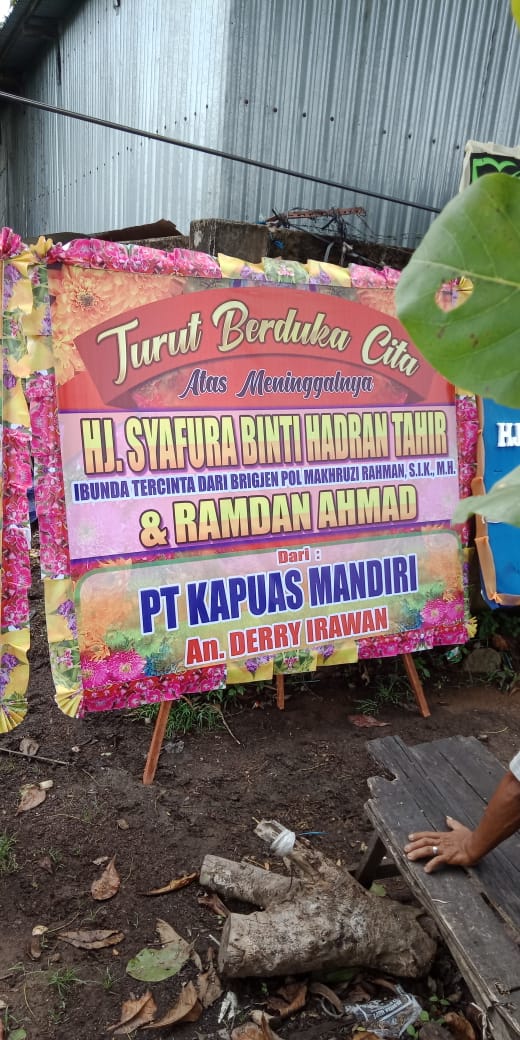 Turut Berduka Cita
Atas Meninggalnya
HJ. SYAFURA BINTI HADRAN TAHIR
IBUNDA TERCINTA DARI BRIGJEN POL MAKHRUZI RAHMAN, S.I.K., M.H.
& RAMDAN AHMAD
Dari :
PT KAPUAS MANDIRI
An. DERRY IRAWAN